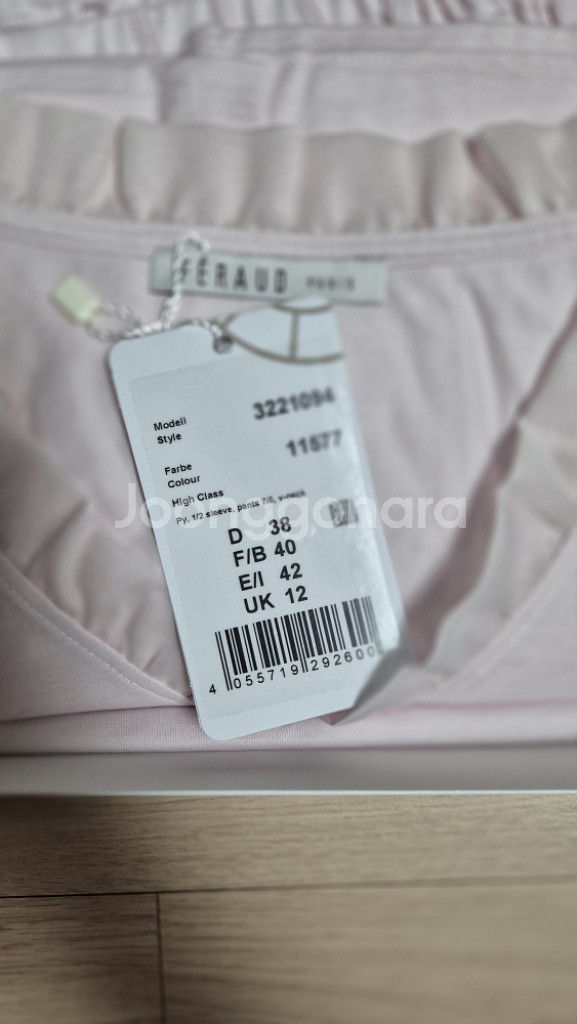 FÉRAUD PARIS
Modell
Style
3221094
Farbe
Colour
11577
High Class
Py, 1/2 sleeve, pants 7/8, v-neck
Joonggonara
D 38
F/B 40
E/I 42
UK 12
4 055719 292600